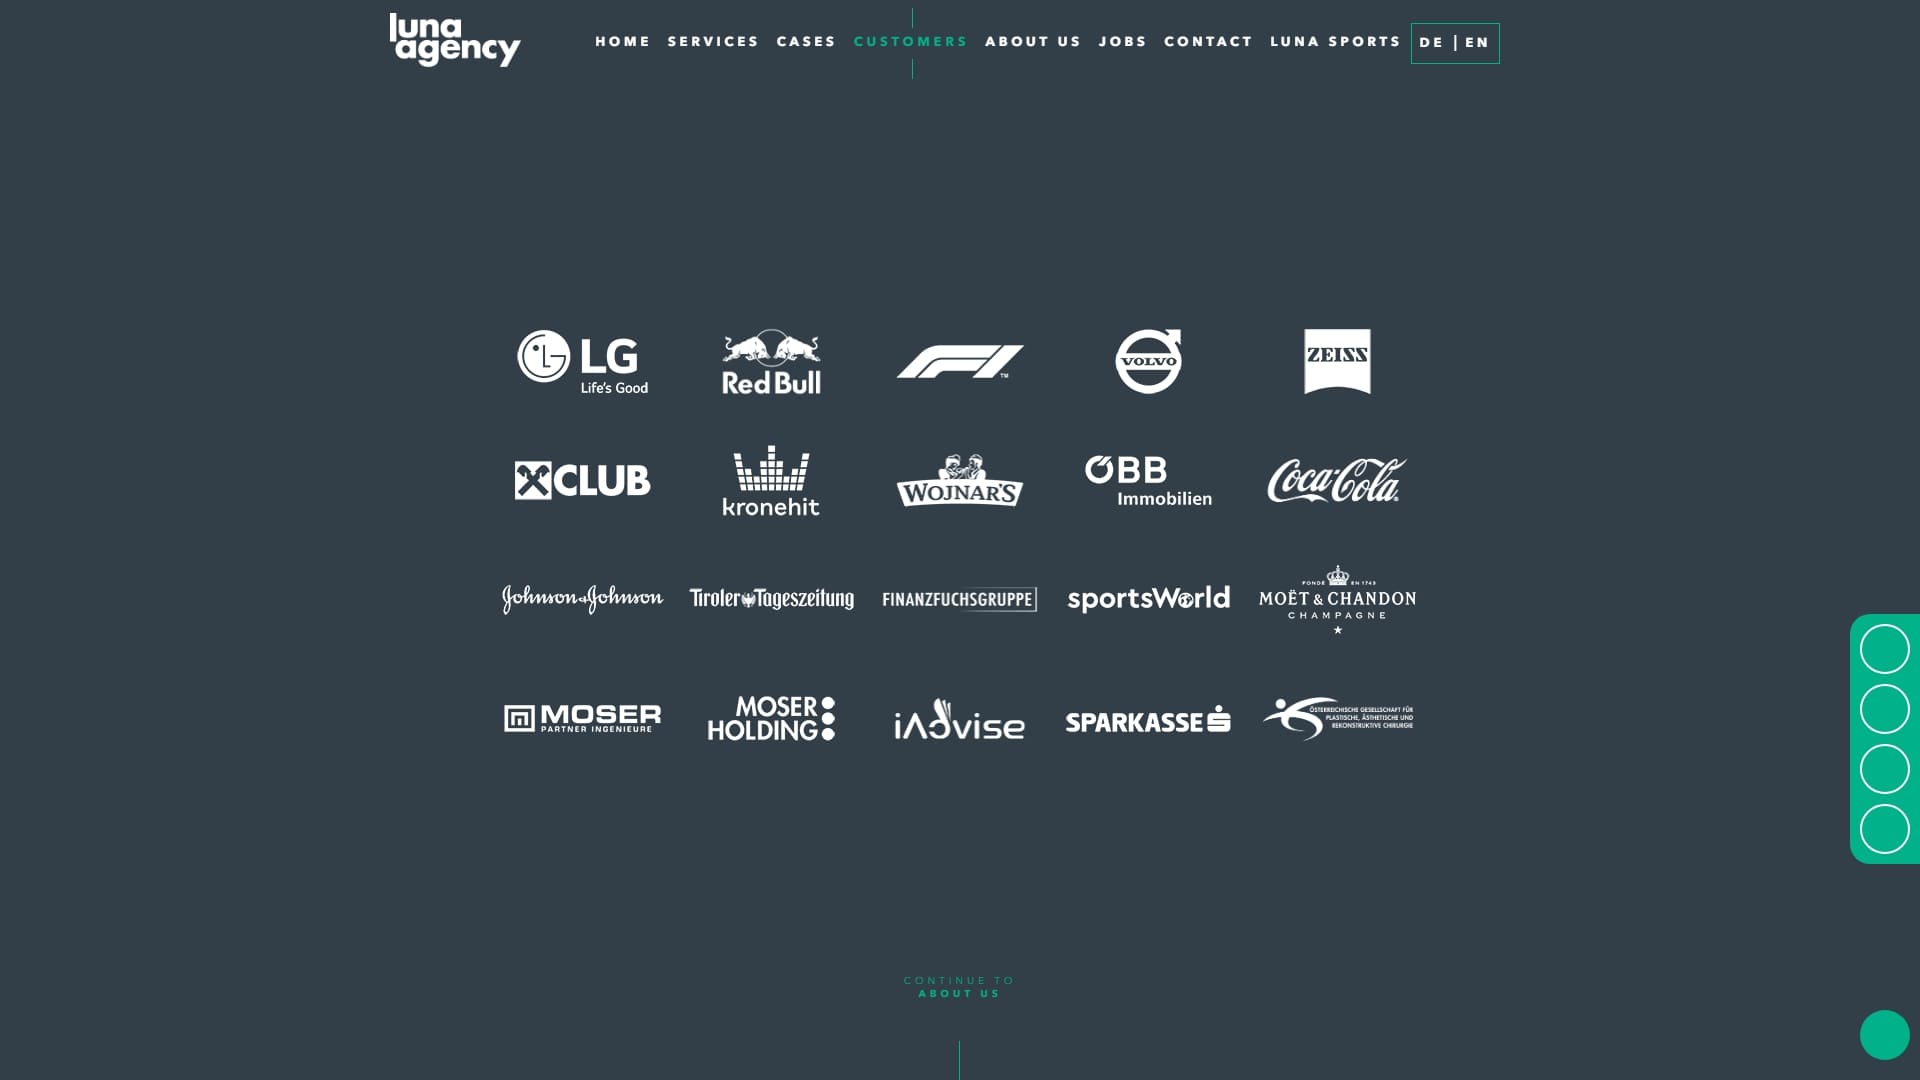 luna
agency
HOME SERVICES CASES CUSTOMERS ABOUT US JOBS CONTACT LUNA SPORTS DE | EN
LG
Life's Good
Red Bull
F1 ™
VOLVO
ZEISS
CLUB
kronehit
WOJNAR'S
ÖBB
Immobilien
Coca-Cola
Johnson & Johnson
Tiroler Tageszeitung
FINANZFUCHSGRUPPE
sportsWorld
FONDÉ EN 1743
MOËT & CHANDON
CHAMPAGNE
MOSER
PARTNER INGENIEURE
MOSER
HOLDING
iAdvise
SPARKASSE
ÖSTERREICHISCHE GESELLSCHAFT FÜR
PLASTISCHE, ÄSTHETISCHE UND
REKONSTRUKTIVE CHIRURGIE
CONTINUE TO
ABOUT US